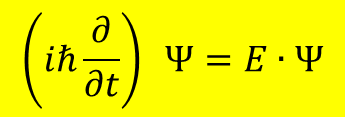 (iħ ∂/∂t) Ψ = E · Ψ